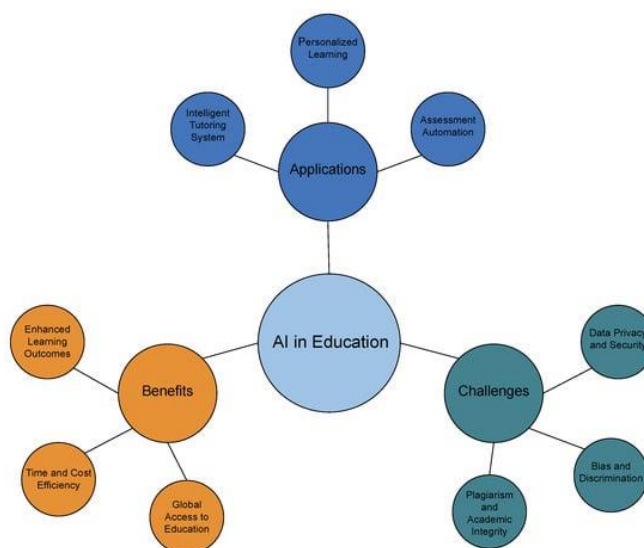 Personalized
Learning
Intelligent
Tutoring
System
Assessment
Automation
Applications
AI in Education
Enhanced
Learning
Outcomes
Benefits
Time and Cost
Efficiency
Global
Access to
Education
Data Privacy
and Security
Challenges
Bias and
Discrimination
Plagiarism
and
Academic
Integrity